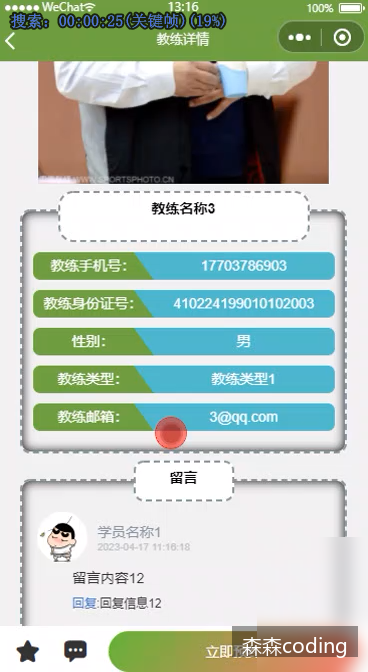 WeChat 13:16 100%
搜索: 00:00:25(关键帧)(19%)
教练详情
WWW.SPORTSPHOTO.CN
教练名称3
教练手机号: 17703786903
教练身份证号: 410224199010102003
性别: 男
教练类型: 教练类型1
教练邮箱: 3@qq.com
留言
学员名称1
2023-04-17 11:16:18
留言内容12
回复:回复信息12
立即预
森森coding